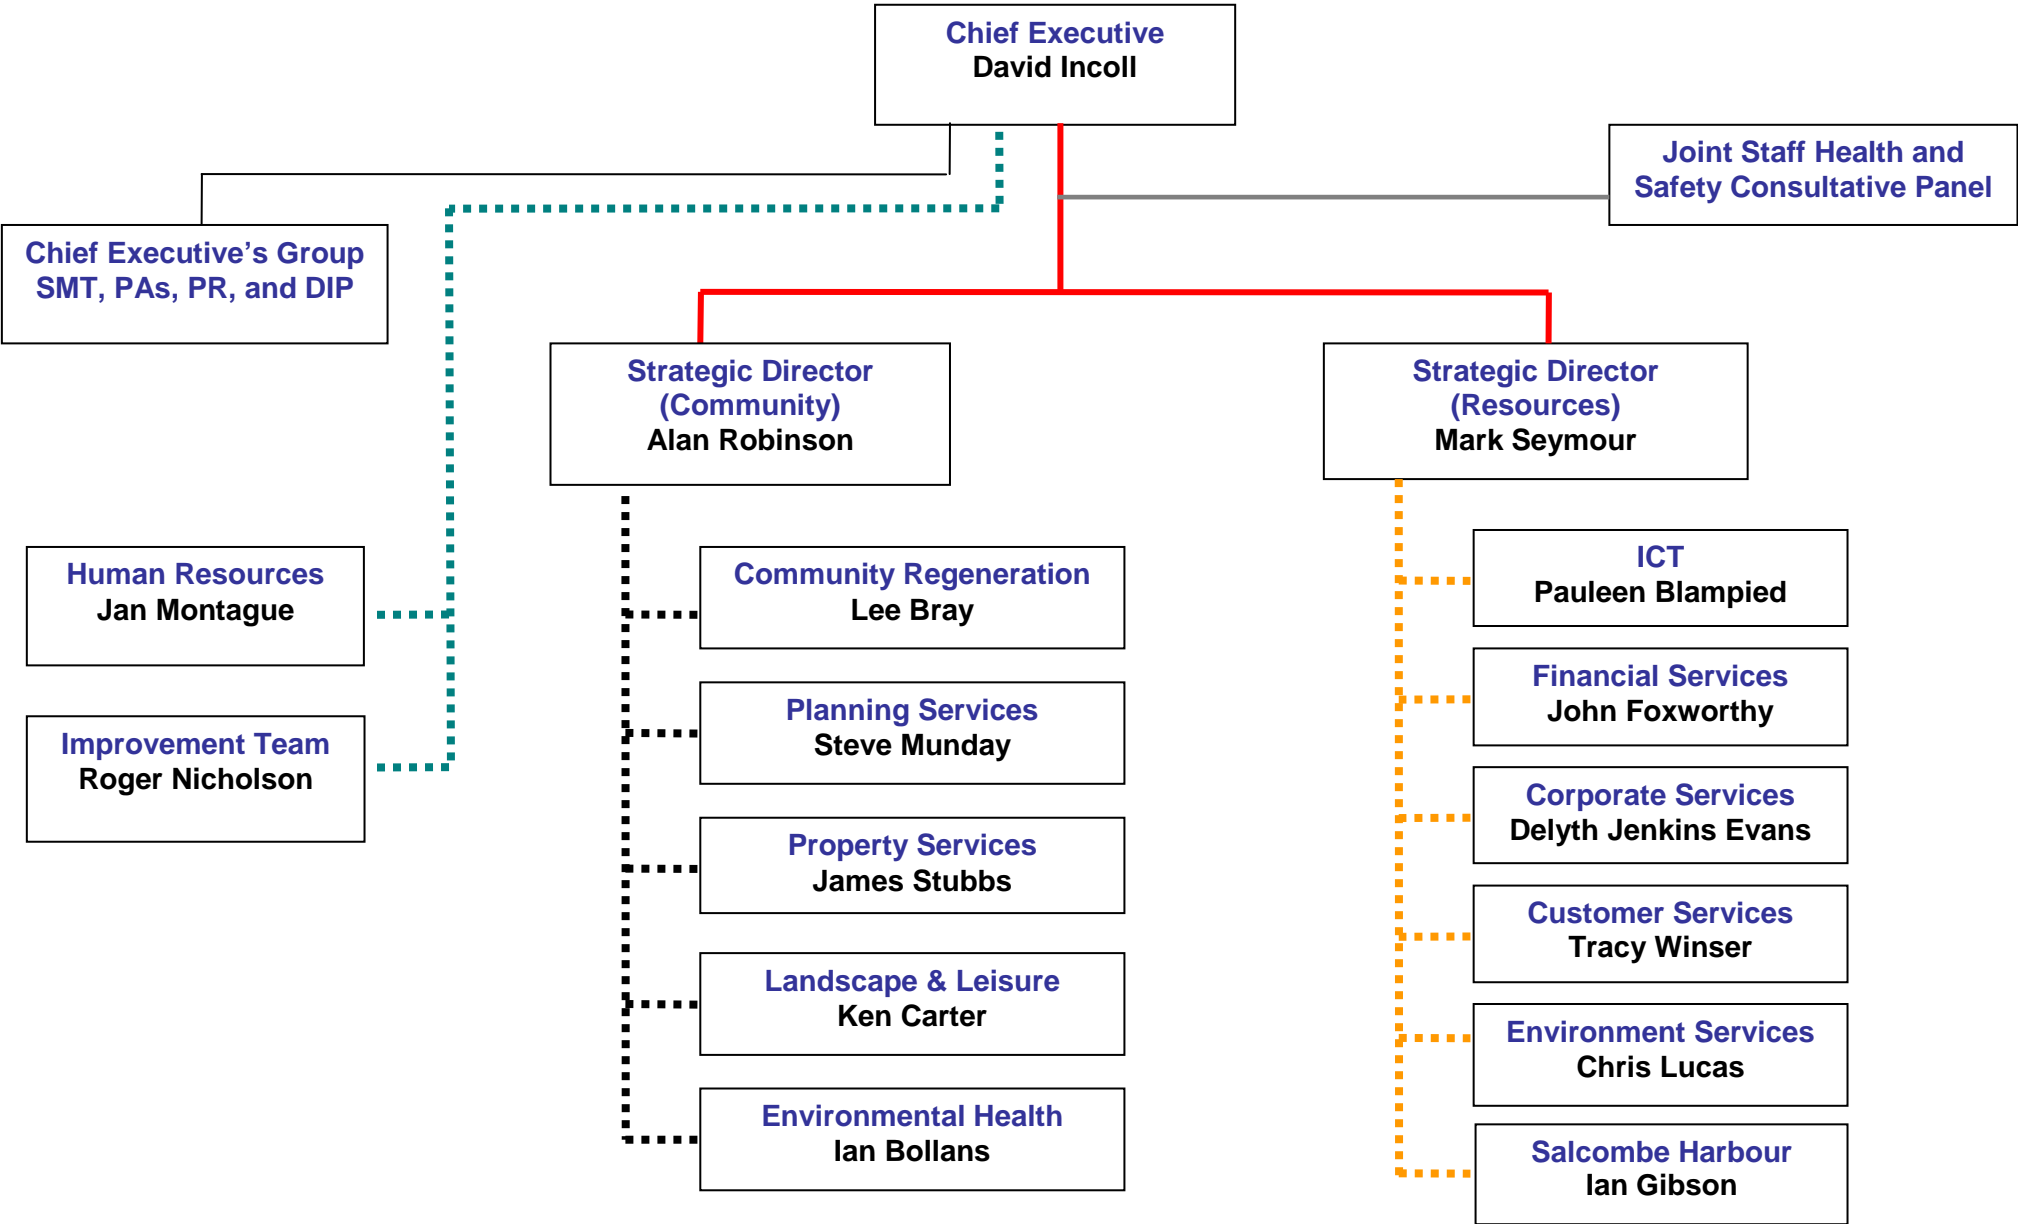 Chief Executive
David Incoll
Joint Staff Health and
Safety Consultative Panel
Chief Executive’s Group
SMT, PAs, PR, and DIP
Strategic Director
(Community)
Alan Robinson
Strategic Director
(Resources)
Mark Seymour
Human Resources
Jan Montague
Improvement Team
Roger Nicholson
Community Regeneration
Lee Bray
Planning Services
Steve Munday
Property Services
James Stubbs
Landscape & Leisure
Ken Carter
Environmental Health
Ian Bollans
ICT
Pauleen Blampied
Financial Services
John Foxworthy
Corporate Services
Delyth Jenkins Evans
Customer Services
Tracy Winser
Environment Services
Chris Lucas
Salcombe Harbour
Ian Gibson